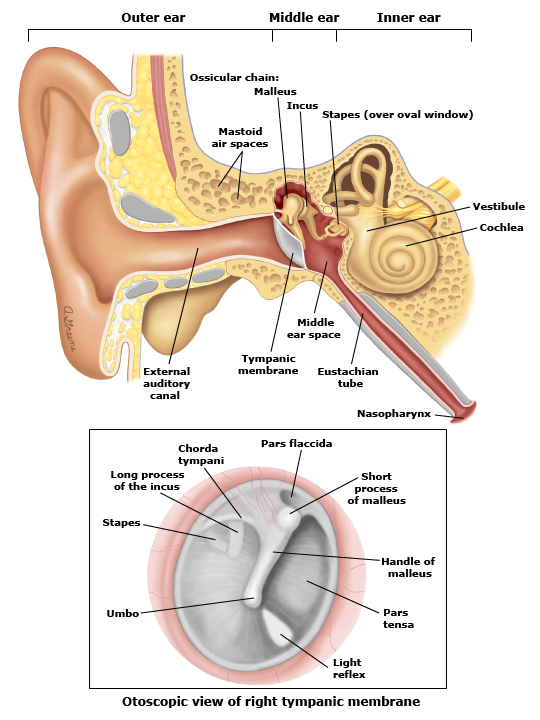 Outer ear
Middle ear
Inner ear
Ossicular chain:
Malleus
Incus
Stapes (over oval window)
Mastoid
air spaces
Vestibule
Cochlea
Middle
ear space
External
auditory
canal
Tympanic
membrane
Eustachian
tube
Nasopharynx
Pars flaccida
Chorda
tympani
Long process
of the incus
Short
process
of malleus
Stapes
Handle of
malleus
Umbo
Pars
tensa
Light
reflex
Otoscopic view of right tympanic membrane